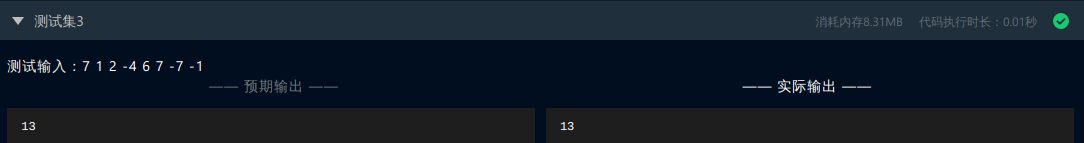 测试集3 消耗内存8.31MB 代码执行时长：0.01秒
测试输入：7 1 2 -4 6 7 -7 -1
—— 预期输出 —— —— 实际输出 ——
13 13